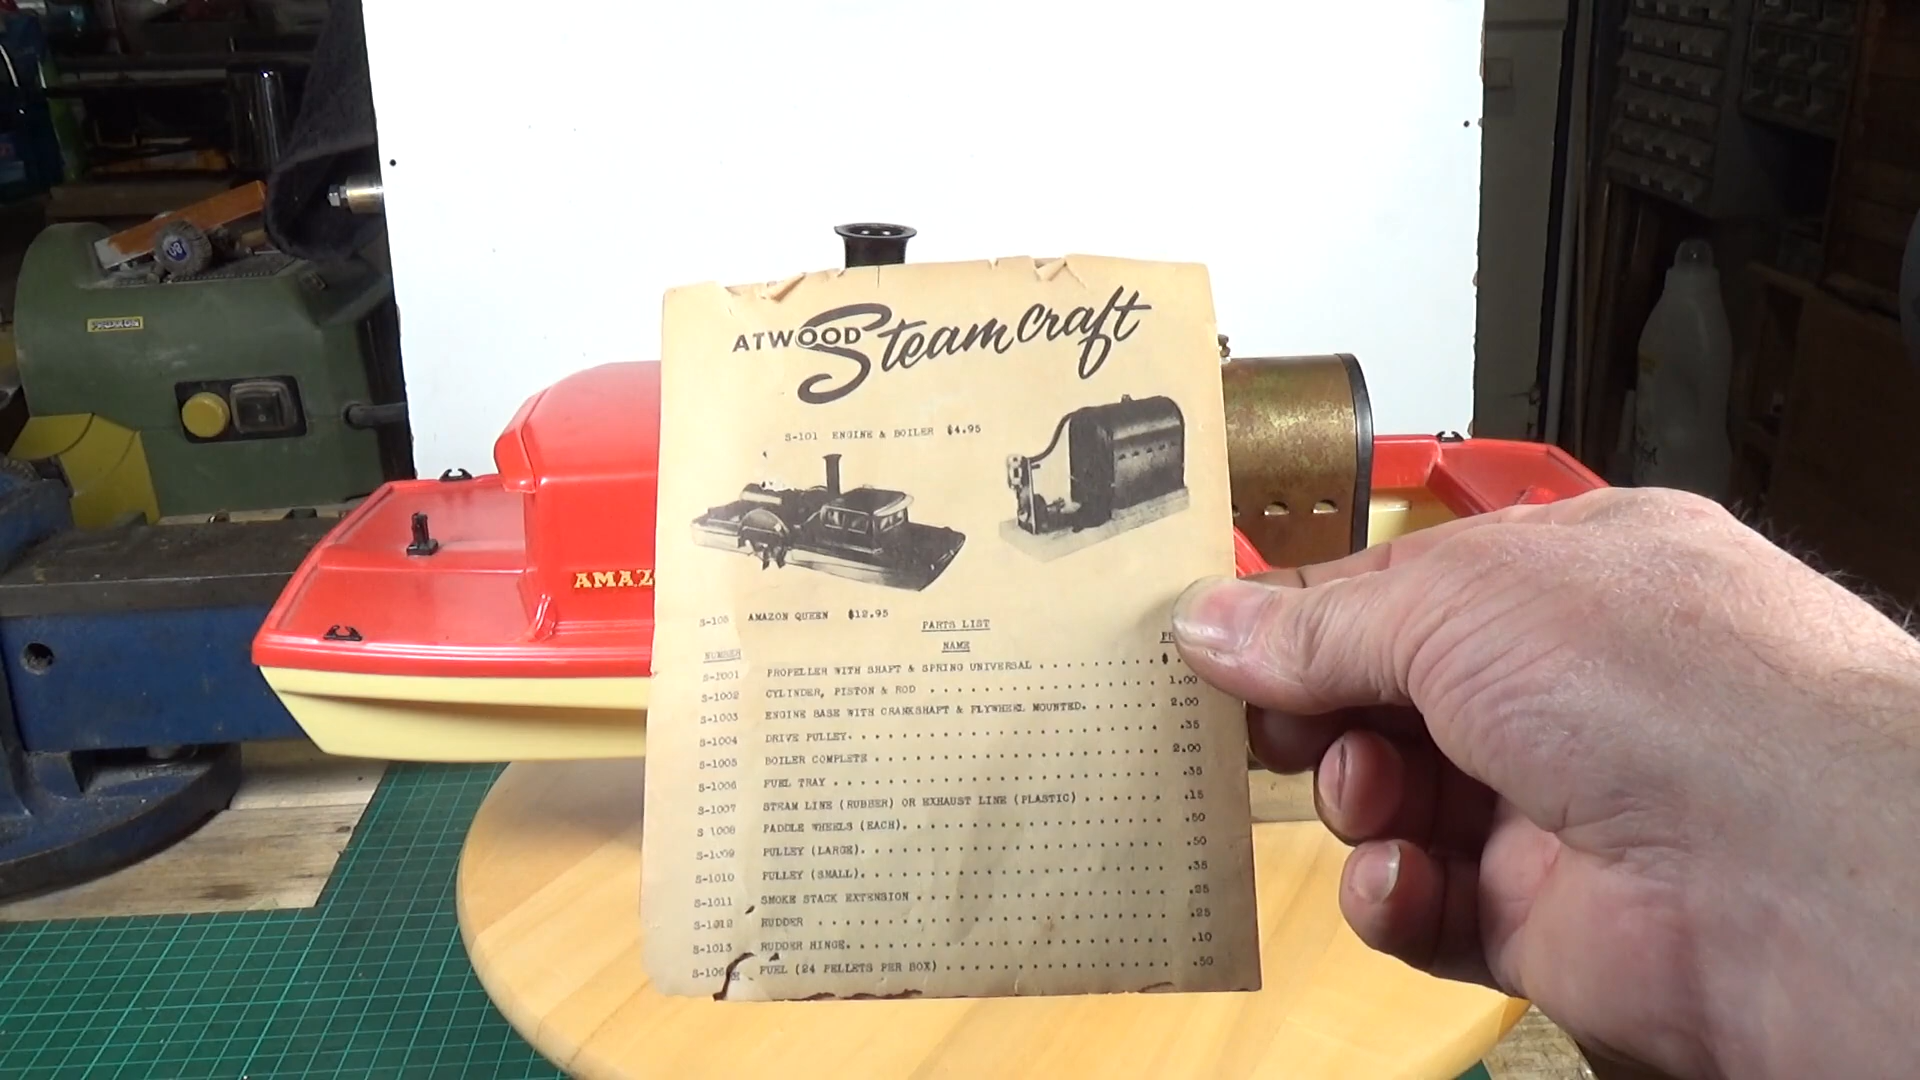 ATWOOD Steamcraft
S-101 ENGINE & BOILER $4.95
S-105 AMAZON QUEEN $12.95
PARTS LIST
NUMBER NAME
S-1001 PROPELLER WITH SHAFT & SPRING UNIVERSAL . . . . . . . . . $
S-1002 CYLINDER, PISTON & ROD . . . . . . . . . . . . . . . . . 1.00
S-1003 ENGINE BASE WITH CRANKSHAFT & FLYWHEEL MOUNTED. . . . . . 2.00
S-1004 DRIVE PULLEY. . . . . . . . . . . . . . . . . . . . . . . .35
S-1005 BOILER COMPLETE . . . . . . . . . . . . . . . . . . . . . 2.00
S-1006 FUEL TRAY . . . . . . . . . . . . . . . . . . . . . . . . .35
S-1007 STEAM LINE (RUBBER) OR EXHAUST LINE (PLASTIC) . . . . . . .15
S-1008 PADDLE WHEELS (EACH). . . . . . . . . . . . . . . . . . . .50
S-1009 PULLEY (LARGE). . . . . . . . . . . . . . . . . . . . . . .50
S-1010 PULLEY (SMALL). . . . . . . . . . . . . . . . . . . . . . .35
S-1011 SMOKE STACK EXTENSION . . . . . . . . . . . . . . . . . . .25
S-1012 RUDDER . . . . . . . . . . . . . . . . . . . . . . . . . .25
S-1013 RUDDER HINGE. . . . . . . . . . . . . . . . . . . . . . . .10
FUEL (24 PELLETS PER BOX) . . . . . . . . . . . . . . . . .50
AMAZ
PROXXON